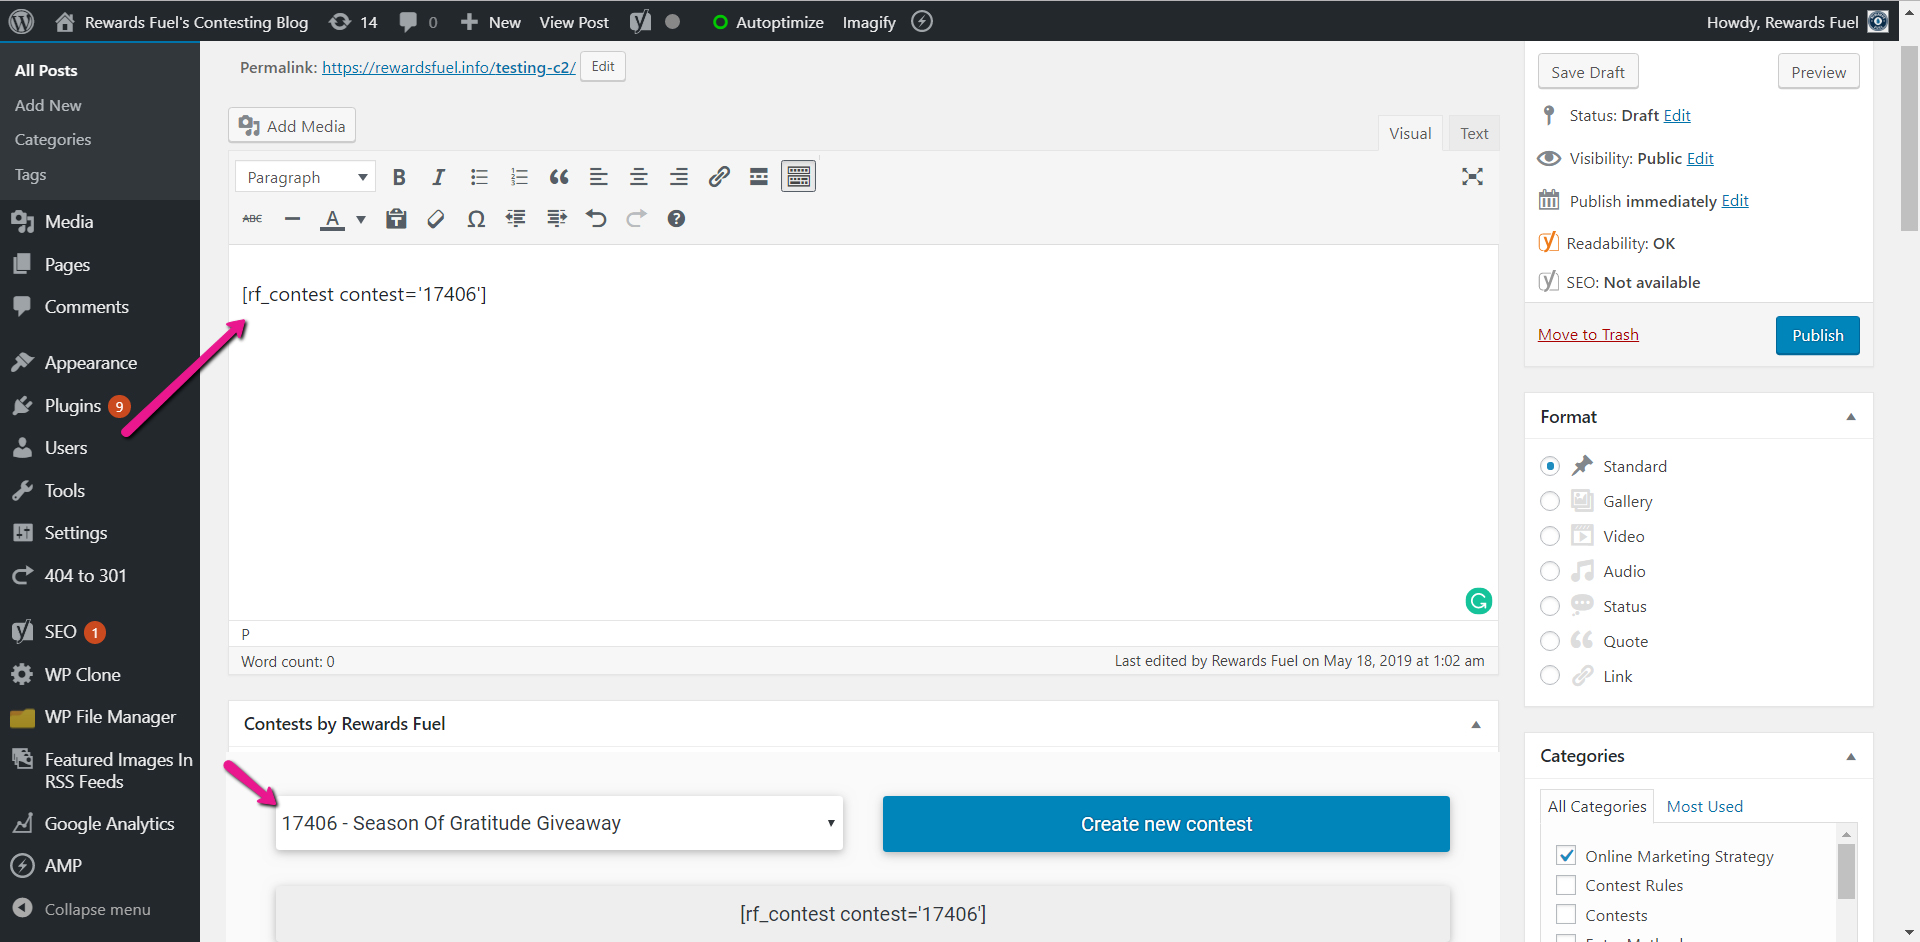 Rewards Fuel's Contesting Blog 14 0 New View Post Autoptimize Imagify Howdy, Rewards Fuel
All Posts
Add New
Categories
Tags
Media
Pages
Comments
Appearance
Plugins 9
Users
Tools
Settings
404 to 301
SEO 1
WP Clone
WP File Manager
Featured Images In
RSS Feeds
Google Analytics
AMP
Collapse menu
Permalink: https://rewardsfuel.info/testing-c2/ Edit
Add Media
Visual Text
Paragraph B I
ABC A Ω ?
[rf_contest contest='17406']
P
Word count: 0
Last edited by Rewards Fuel on May 18, 2019 at 1:02 am
Contests by Rewards Fuel
17406 - Season Of Gratitude Giveaway
Create new contest
[rf_contest contest='17406']
Save Draft Preview
Status: Draft Edit
Visibility: Public Edit
Publish immediately Edit
Readability: OK
SEO: Not available
Move to Trash Publish
Format
Standard
Gallery
Video
Audio
Status
Quote
Link
Categories
All Categories Most Used
Online Marketing Strategy
Contest Rules
Contests